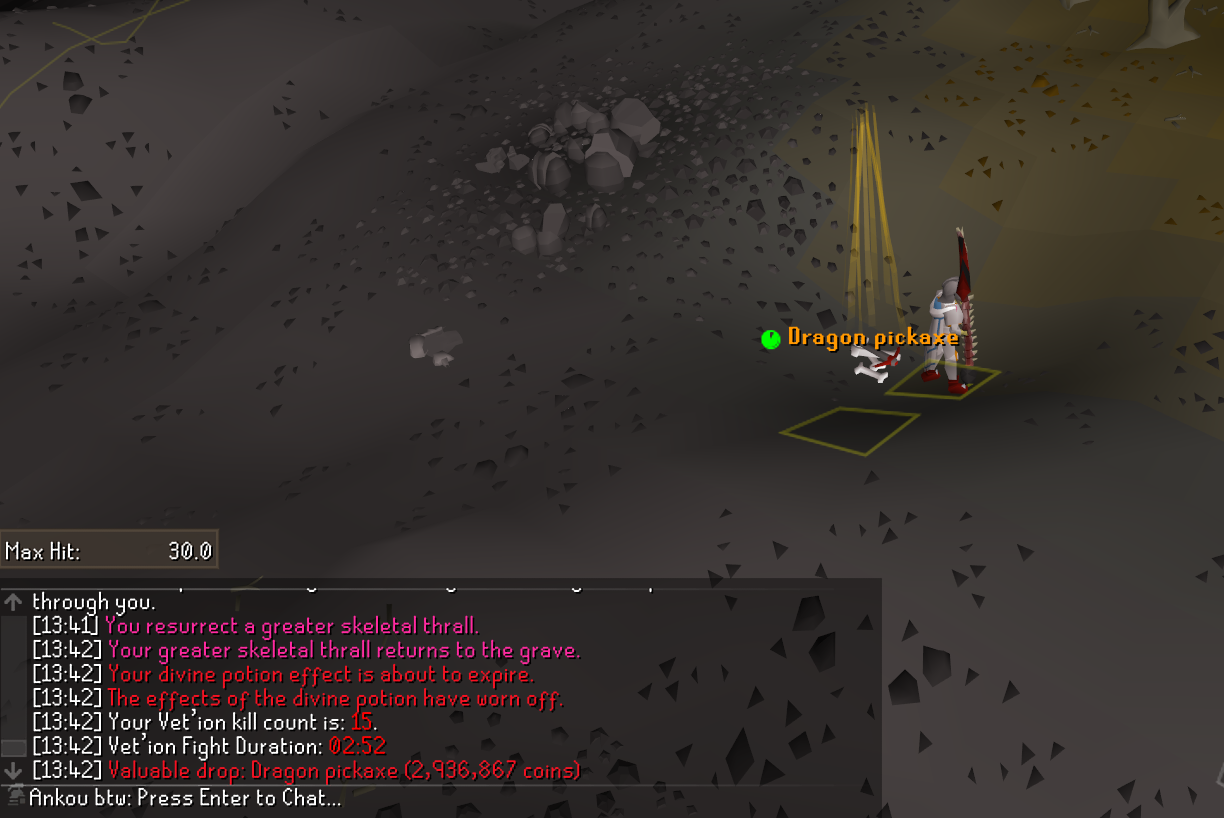 Dragon pickaxe
Max Hit: 30.0
through you.
[13:41] You resurrect a greater skeletal thrall.
[13:42] Your greater skeletal thrall returns to the grave.
[13:42] Your divine potion effect is about to expire.
[13:42] The effects of the divine potion have worn off.
[13:42] Your Vet'ion kill count is: 15.
[13:42] Vet'ion Fight Duration: 02:52
[13:42] Valuable drop: Dragon pickaxe (2,936,867 coins)
Ankou btw: Press Enter to Chat...